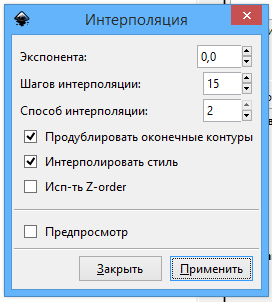 Интерполяция
Экспонента: 0,0
Шагов интерполяции: 15
Способ интерполяции: 2
Продублировать оконечные контуры
Интерполировать стиль
Исп-ть Z-order
Предпросмотр
Закрыть Применить